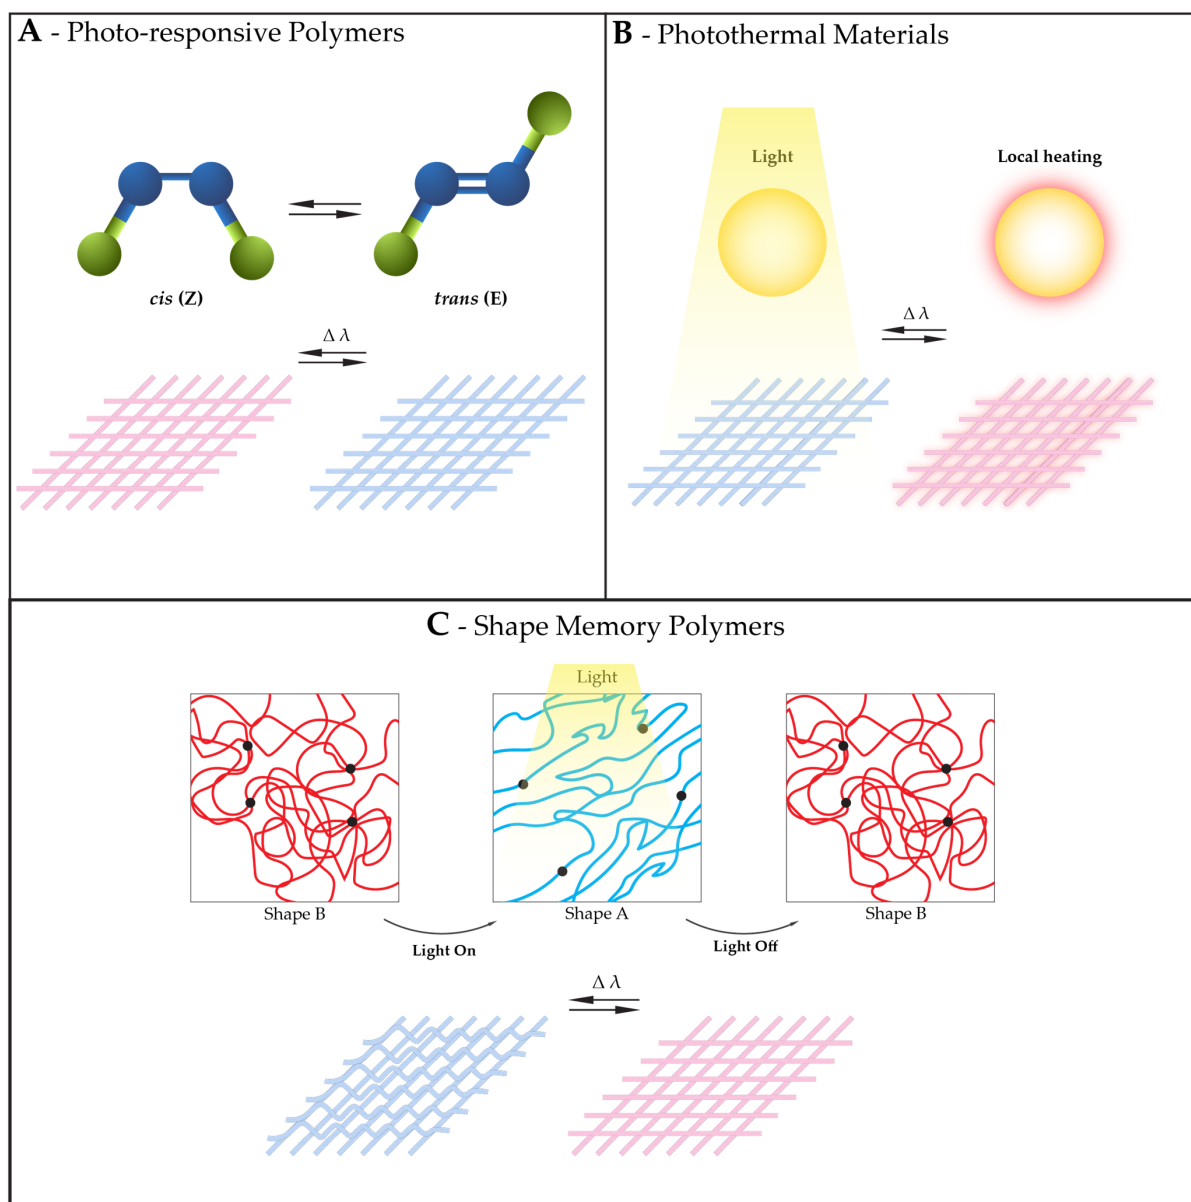 A - Photo-responsive Polymers
cis (Z)
trans (E)
Δ λ
B - Photothermal Materials
Light
Local heating
Δ λ
C - Shape Memory Polymers
Light
Shape B
Shape A
Shape B
Light On
Light Off
Δ λ